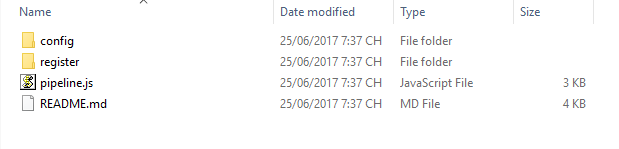 Name Date modified Type Size
config 25/06/2017 7:37 CH File folder
register 25/06/2017 7:37 CH File folder
pipeline.js 25/06/2017 7:37 CH JavaScript File 3 KB
README.md 25/06/2017 7:37 CH MD File 4 KB